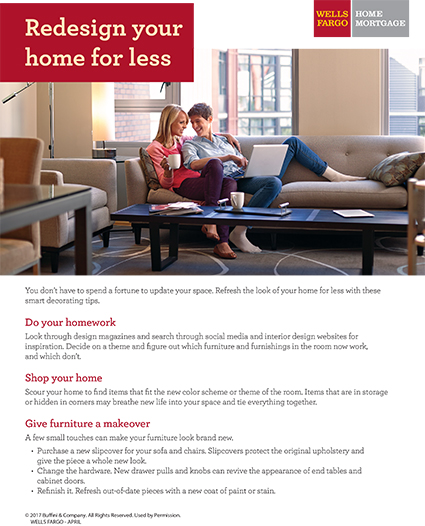 Redesign your
home for less
WELLS
FARGO
HOME
MORTGAGE
You don't have to spend a fortune to update your space. Refresh the look of your home for less with these
smart decorating tips.
Do your homework
Look through design magazines and search through social media and interior design websites for
inspiration. Decide on a theme and figure out which furniture and furnishings in the room now work,
and which don't.
Shop your home
Scour your home to find items that fit the new color scheme or theme of the room. Items that are in storage
or hidden in corners may breathe new life into your space and tie everything together.
Give furniture a makeover
A few small touches can make your furniture look brand new.
• Purchase a new slipcover for your sofa and chairs. Slipcovers protect the original upholstery and
give the piece a whole new look.
• Change the hardware. New drawer pulls and knobs can revive the appearance of end tables and
cabinet doors.
• Refinish it. Refresh out-of-date pieces with a new coat of paint or stain.
© 2017 Buffini & Company. All Rights Reserved. Used by Permission.
WELLS FARGO - APRIL